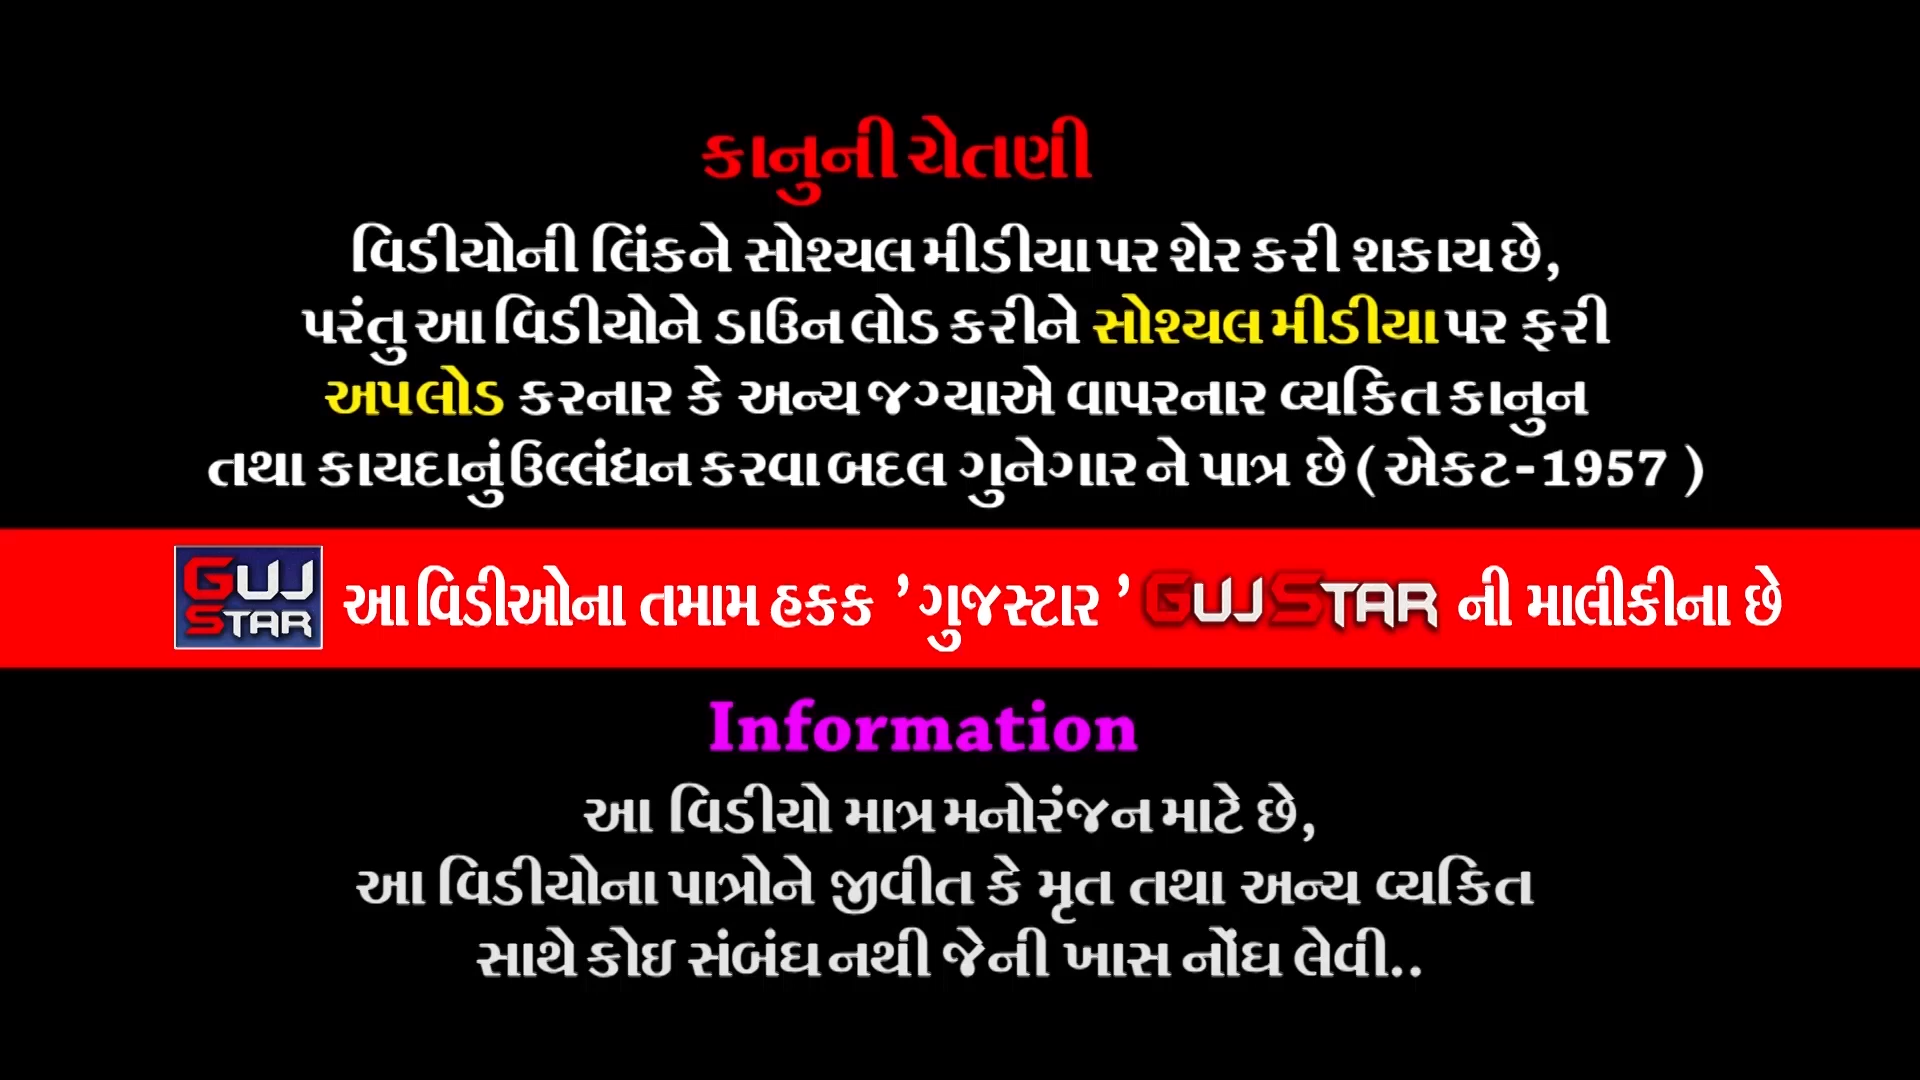 કાનુની ચેતણી
વિડીયોની લિંકને સોશ્યલ મીડીયા પર શેર કરી શકાય છે,
પરંતુ આ વિડીયોને ડાઉન લોડ કરીને સોશ્યલ મીડીયા પર ફરી
અપલોડ કરનાર કે અન્ય જગ્યાએ વાપરનાર વ્યકિત કાનુન
તથા કાયદાનું ઉલ્લંઘન કરવા બદલ ગુનેગાર ને પાત્ર છે ( એકટ-1957 )
GUJ STAR આ વિડીઓના તમામ હકક ’ ગુજસ્ટાર ’ GUJ STAR ની માલીકીના છે
Information
આ વિડીયો માત્ર મનોરંજન માટે છે,
આ વિડીયોના પાત્રોને જીવીત કે મૃત તથા અન્ય વ્યકિત
સાથે કોઇ સંબંઘ નથી જેની ખાસ નોંઘ લેવી..